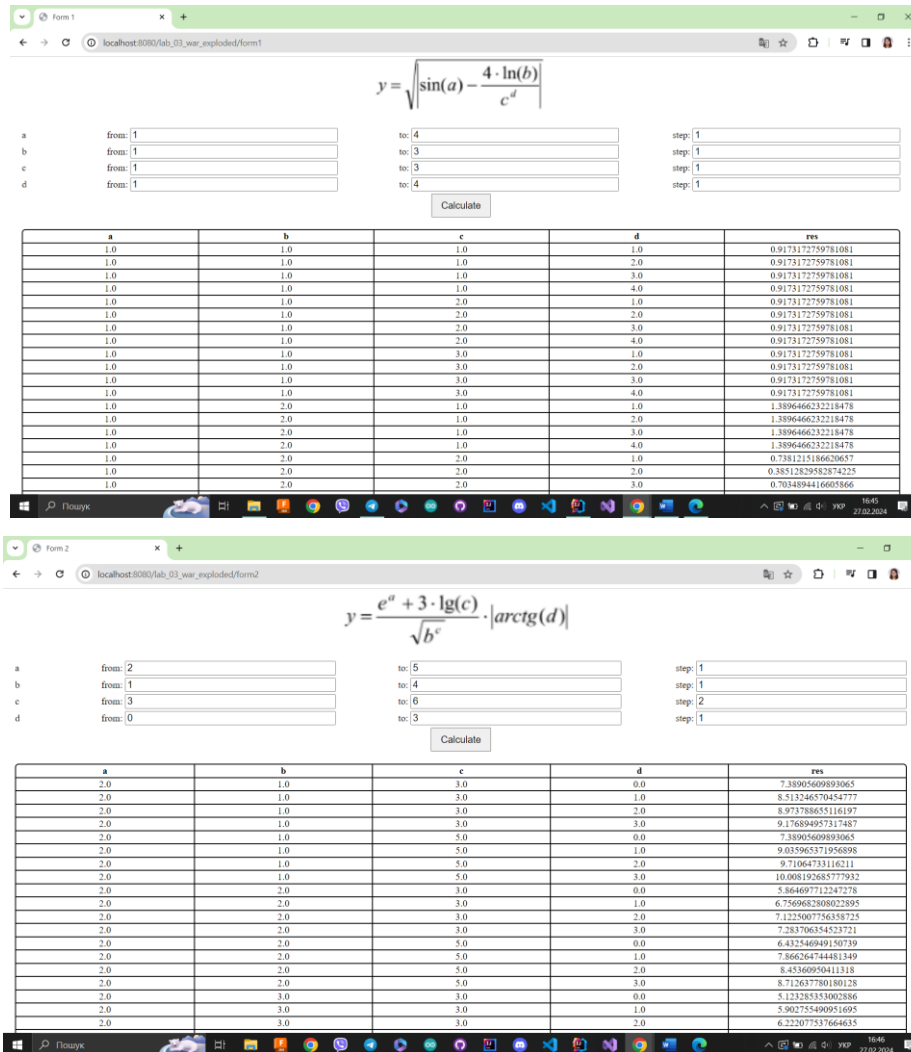 Form 1
localhost:8080/lab_03_war_exploded/form1
y = √|sin(a) − 4 · ln(b) / c^d|
a from: 1 to: 4 step: 1
b from: 1 to: 3 step: 1
c from: 1 to: 3 step: 1
d from: 1 to: 4 step: 1
Calculate
a b c d res
1.0 1.0 1.0 1.0 0.9173172759781081
1.0 1.0 1.0 2.0 0.9173172759781081
1.0 1.0 1.0 3.0 0.9173172759781081
1.0 1.0 1.0 4.0 0.9173172759781081
1.0 1.0 2.0 1.0 0.9173172759781081
1.0 1.0 2.0 2.0 0.9173172759781081
1.0 1.0 2.0 3.0 0.9173172759781081
1.0 1.0 2.0 4.0 0.9173172759781081
1.0 1.0 3.0 1.0 0.9173172759781081
1.0 1.0 3.0 2.0 0.9173172759781081
1.0 1.0 3.0 3.0 0.9173172759781081
1.0 1.0 3.0 4.0 0.9173172759781081
1.0 2.0 1.0 1.0 1.3896466232218478
1.0 2.0 1.0 2.0 1.3896466232218478
1.0 2.0 1.0 3.0 1.3896466232218478
1.0 2.0 1.0 4.0 1.3896466232218478
1.0 2.0 2.0 1.0 0.7381215186620657
1.0 2.0 2.0 2.0 0.38512829582874225
1.0 2.0 2.0 3.0 0.7034894416605866
Пошук
УКР
16:45
27.02.2024
Form 2
localhost:8080/lab_03_war_exploded/form2
y = (e^a + 3 · lg(c)) / √(b^c) · |arctg(d)|
a from: 2 to: 5 step: 1
b from: 1 to: 4 step: 1
c from: 3 to: 6 step: 2
d from: 0 to: 3 step: 1
Calculate
a b c d res
2.0 1.0 3.0 0.0 7.38905609893065
2.0 1.0 3.0 1.0 8.513246570454777
2.0 1.0 3.0 2.0 8.973788655116197
2.0 1.0 3.0 3.0 9.176894957317487
2.0 1.0 5.0 0.0 7.38905609893065
2.0 1.0 5.0 1.0 9.035965371956898
2.0 1.0 5.0 2.0 9.71064733116211
2.0 1.0 5.0 3.0 10.008192685777932
2.0 2.0 3.0 0.0 5.864697712247278
2.0 2.0 3.0 1.0 6.7569682808022895
2.0 2.0 3.0 2.0 7.1225007756358725
2.0 2.0 3.0 3.0 7.283706354523721
2.0 2.0 5.0 0.0 6.432546949150739
2.0 2.0 5.0 1.0 7.866264744481349
2.0 2.0 5.0 2.0 8.45360950411318
2.0 2.0 5.0 3.0 8.712637780180128
2.0 3.0 3.0 0.0 5.123285353002886
2.0 3.0 3.0 1.0 5.902755490951695
2.0 3.0 3.0 2.0 6.222077537664635
Пошук
УКР
16:46
27.02.2024